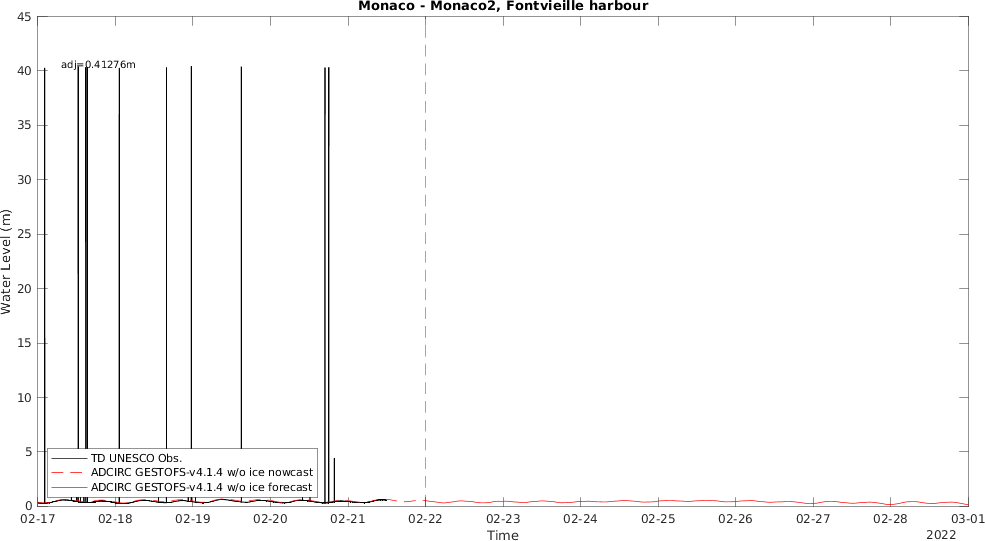 Monaco - Monaco2, Fontvieille harbour
adj=0.41276m
Water Level (m)
45
40
35
30
25
20
15
10
5
0
TD UNESCO Obs.
ADCIRC GESTOFS-v4.1.4 w/o ice nowcast
ADCIRC GESTOFS-v4.1.4 w/o ice forecast
02-17 02-18 02-19 02-20 02-21 02-22 02-23 02-24 02-25 02-26 02-27 02-28 03-01
Time
2022